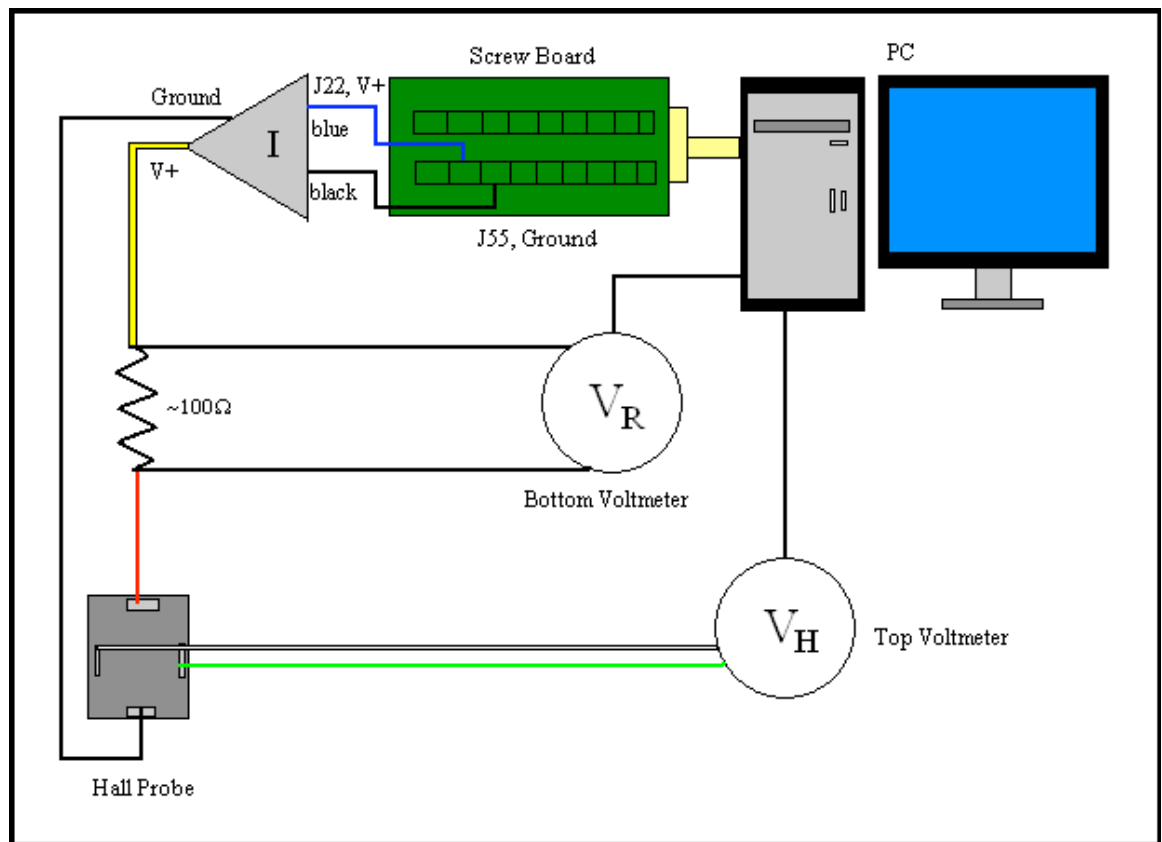 PC
Screw Board
J22, V+
Ground
I
blue
V+
black
J55, Ground
~100Ω
VR
Bottom Voltmeter
VH
Top Voltmeter
Hall Probe